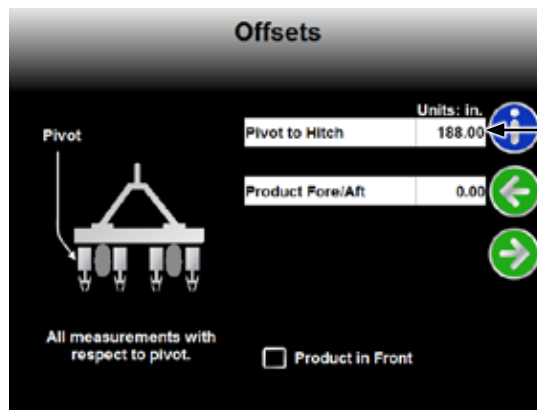 Offsets
Units: in.
Pivot
Pivot to Hitch 188.00
Product Fore/Aft 0.00
All measurements with
respect to pivot.
Product in Front